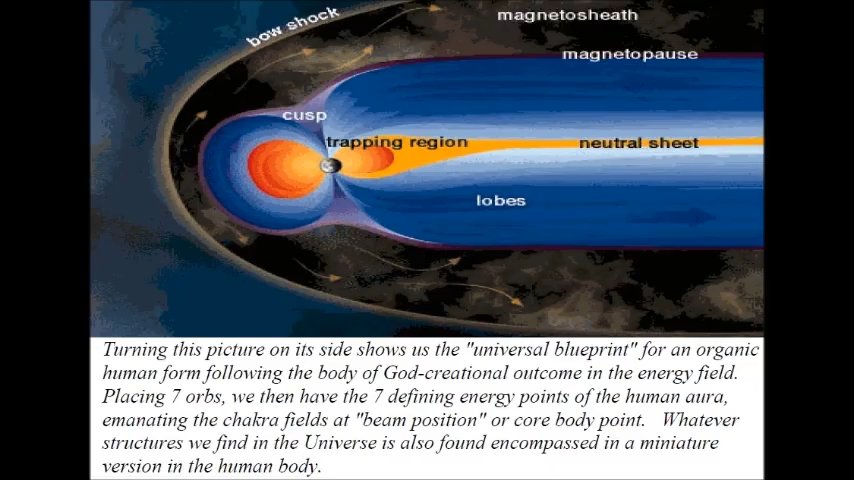 bow shock
magnetosheath
magnetopause
cusp
trapping region
neutral sheet
lobes
Turning this picture on its side shows us the "universal blueprint" for an organic
human form following the body of God-creational outcome in the energy field.
Placing 7 orbs, we then have the 7 defining energy points of the human aura,
emanating the chakra fields at "beam position" or core body point.   Whatever
structures we find in the Universe is also found encompassed in a miniature
version in the human body.